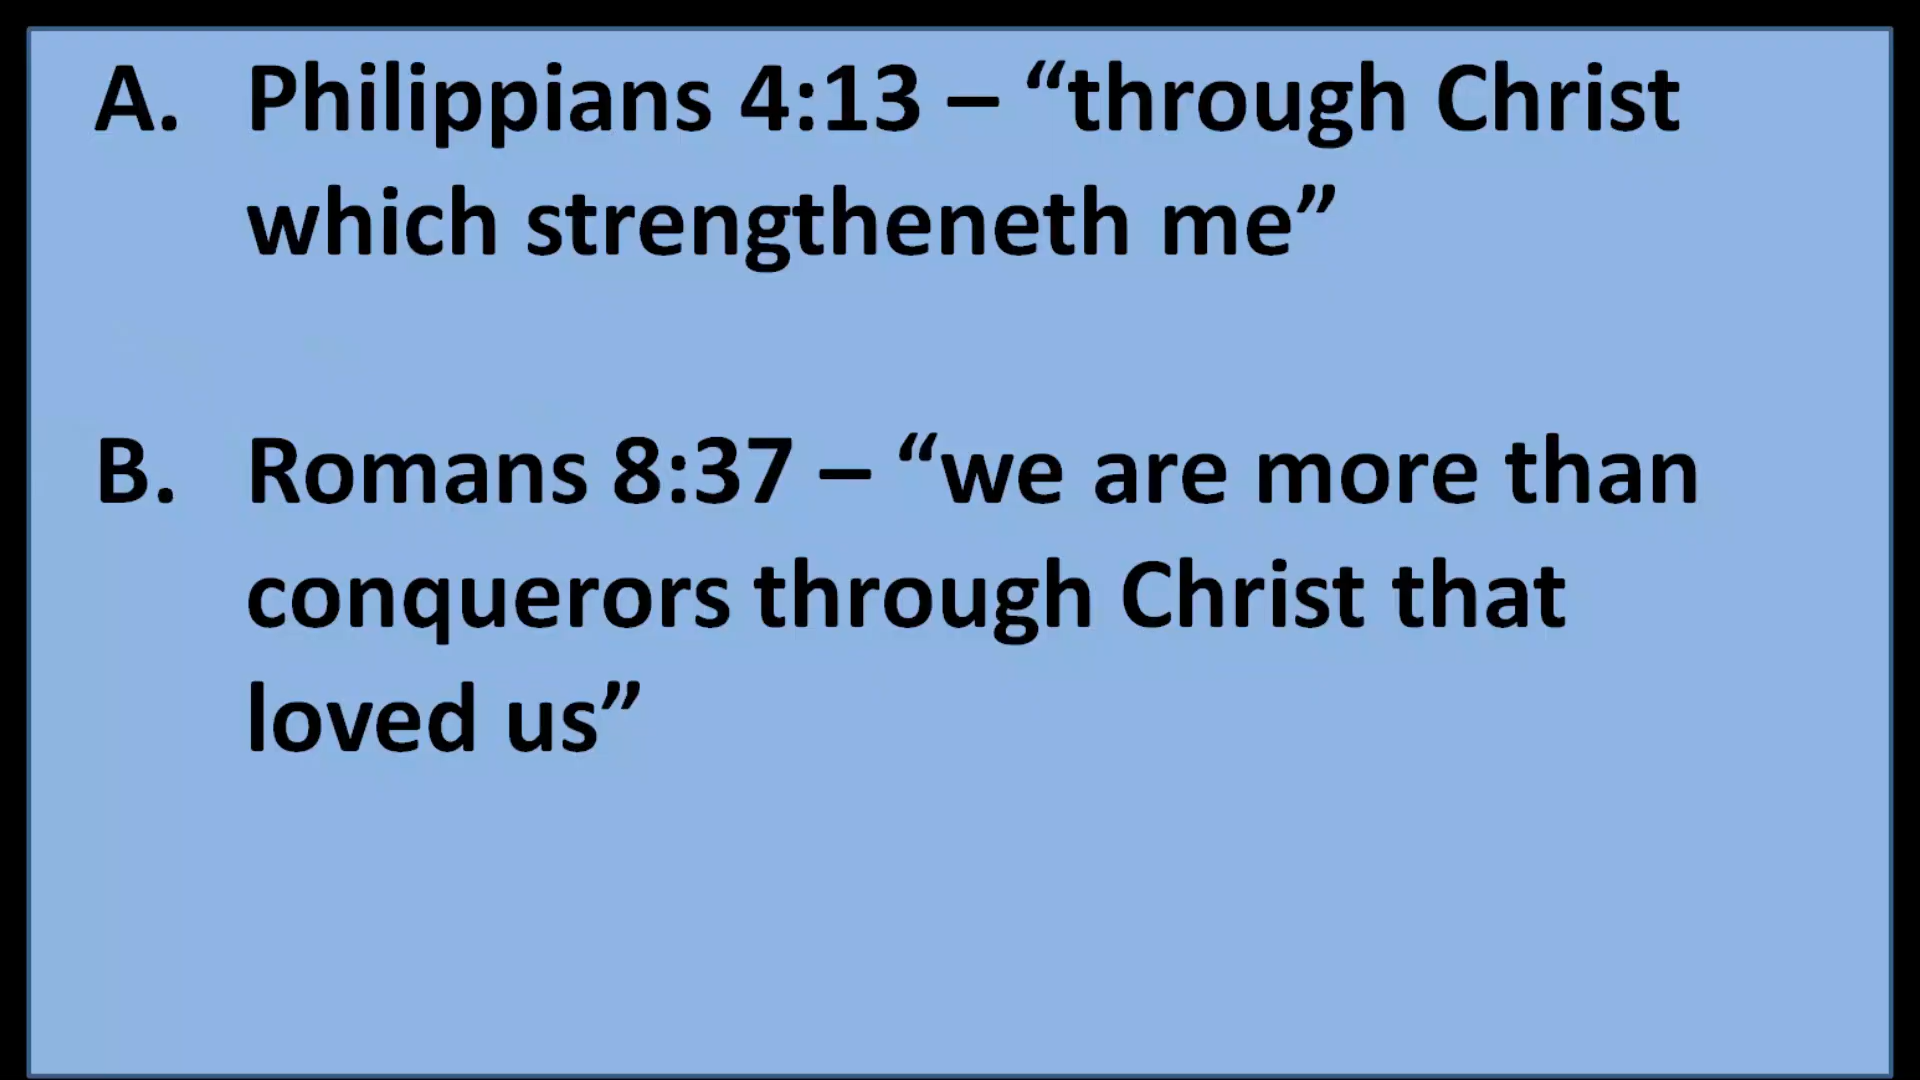 A. Philippians 4:13 – “through Christ
which strengtheneth me”
B. Romans 8:37 – “we are more than
conquerors through Christ that
loved us”